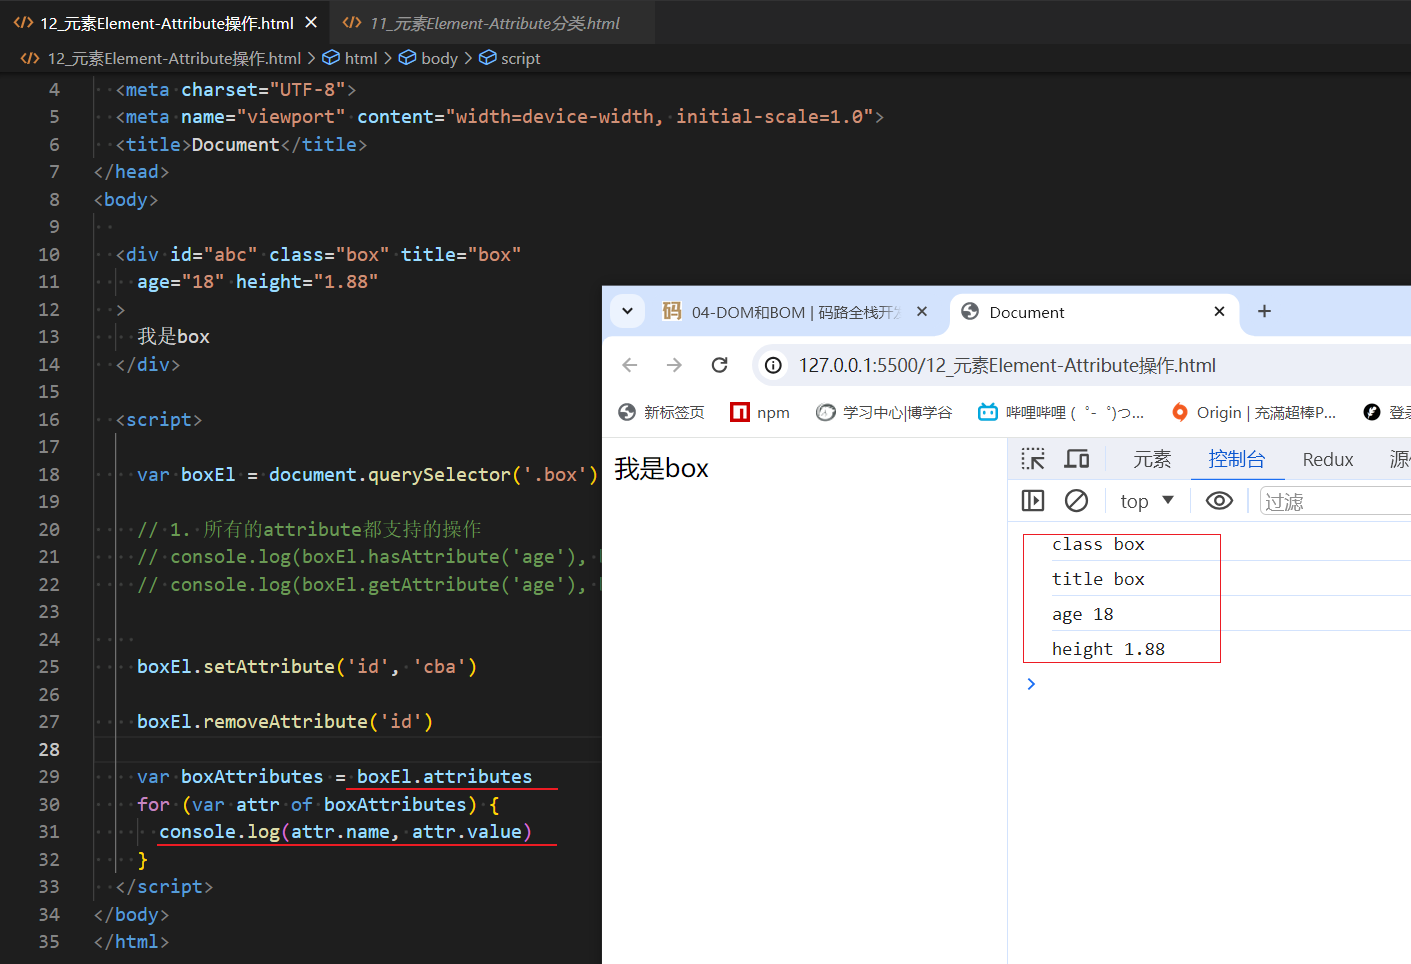 12_元素Element-Attribute操作.html
11_元素Element-Attribute分类.html
12_元素Element-Attribute操作.html > html > body > script
4 <meta charset="UTF-8">
5 <meta name="viewport" content="width=device-width, initial-scale=1.0">
6 <title>Document</title>
7 </head>
8 <body>
9
10 <div id="abc" class="box" title="box"
11 age="18" height="1.88"
12 >
13 我是box
14 </div>
15
16 <script>
17
18 var boxEl = document.querySelector('.box')
19
20 // 1. 所有的attribute都支持的操作
21 // console.log(boxEl.hasAttribute('age'),
22 // console.log(boxEl.getAttribute('age'),
23
24
25 boxEl.setAttribute('id', 'cba')
26
27 boxEl.removeAttribute('id')
28
29 var boxAttributes = boxEl.attributes
30 for (var attr of boxAttributes) {
31 console.log(attr.name, attr.value)
32 }
33 </script>
34 </body>
35 </html>
码 04-DOM和BOM | 码路全栈开
Document
127.0.0.1:5500/12_元素Element-Attribute操作.html
新标签页
npm
学习中心|博学谷
哔哩哔哩 ( ゜- ゜)つ...
Origin | 充滿超棒P...
登录
我是box
元素
控制台
Redux
源
top
过滤
class box
title box
age 18
height 1.88